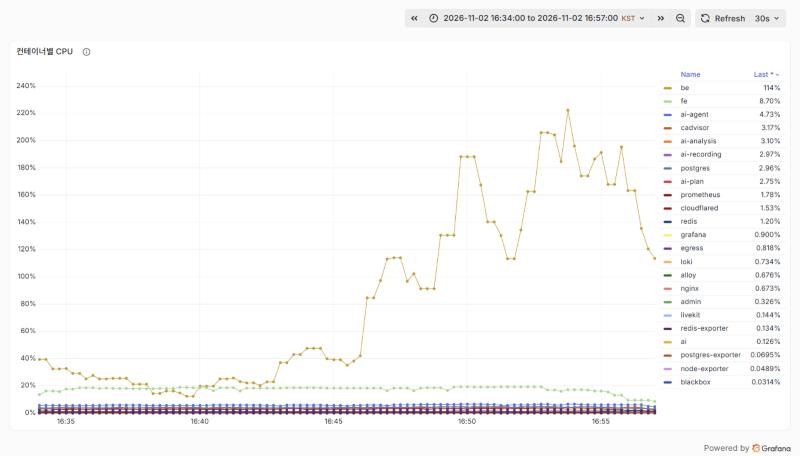 2026-11-02 16:34:00 to 2026-11-02 16:57:00 KST
Refresh 30s
컨테이너별 CPU
240%
220%
200%
180%
160%
140%
120%
100%
80%
60%
40%
20%
0%
16:35 16:40 16:45 16:50 16:55
Name Last *
be 114%
fe 8.70%
ai-agent 4.73%
cadvisor 3.17%
ai-analysis 3.10%
ai-recording 2.97%
postgres 2.96%
ai-plan 2.75%
prometheus 1.78%
cloudflared 1.53%
redis 1.20%
grafana 0.900%
egress 0.818%
loki 0.734%
alloy 0.676%
nginx 0.673%
admin 0.326%
livekit 0.144%
redis-exporter 0.134%
ai 0.126%
postgres-exporter 0.0695%
node-exporter 0.0489%
blackbox 0.0314%
Powered by Grafana